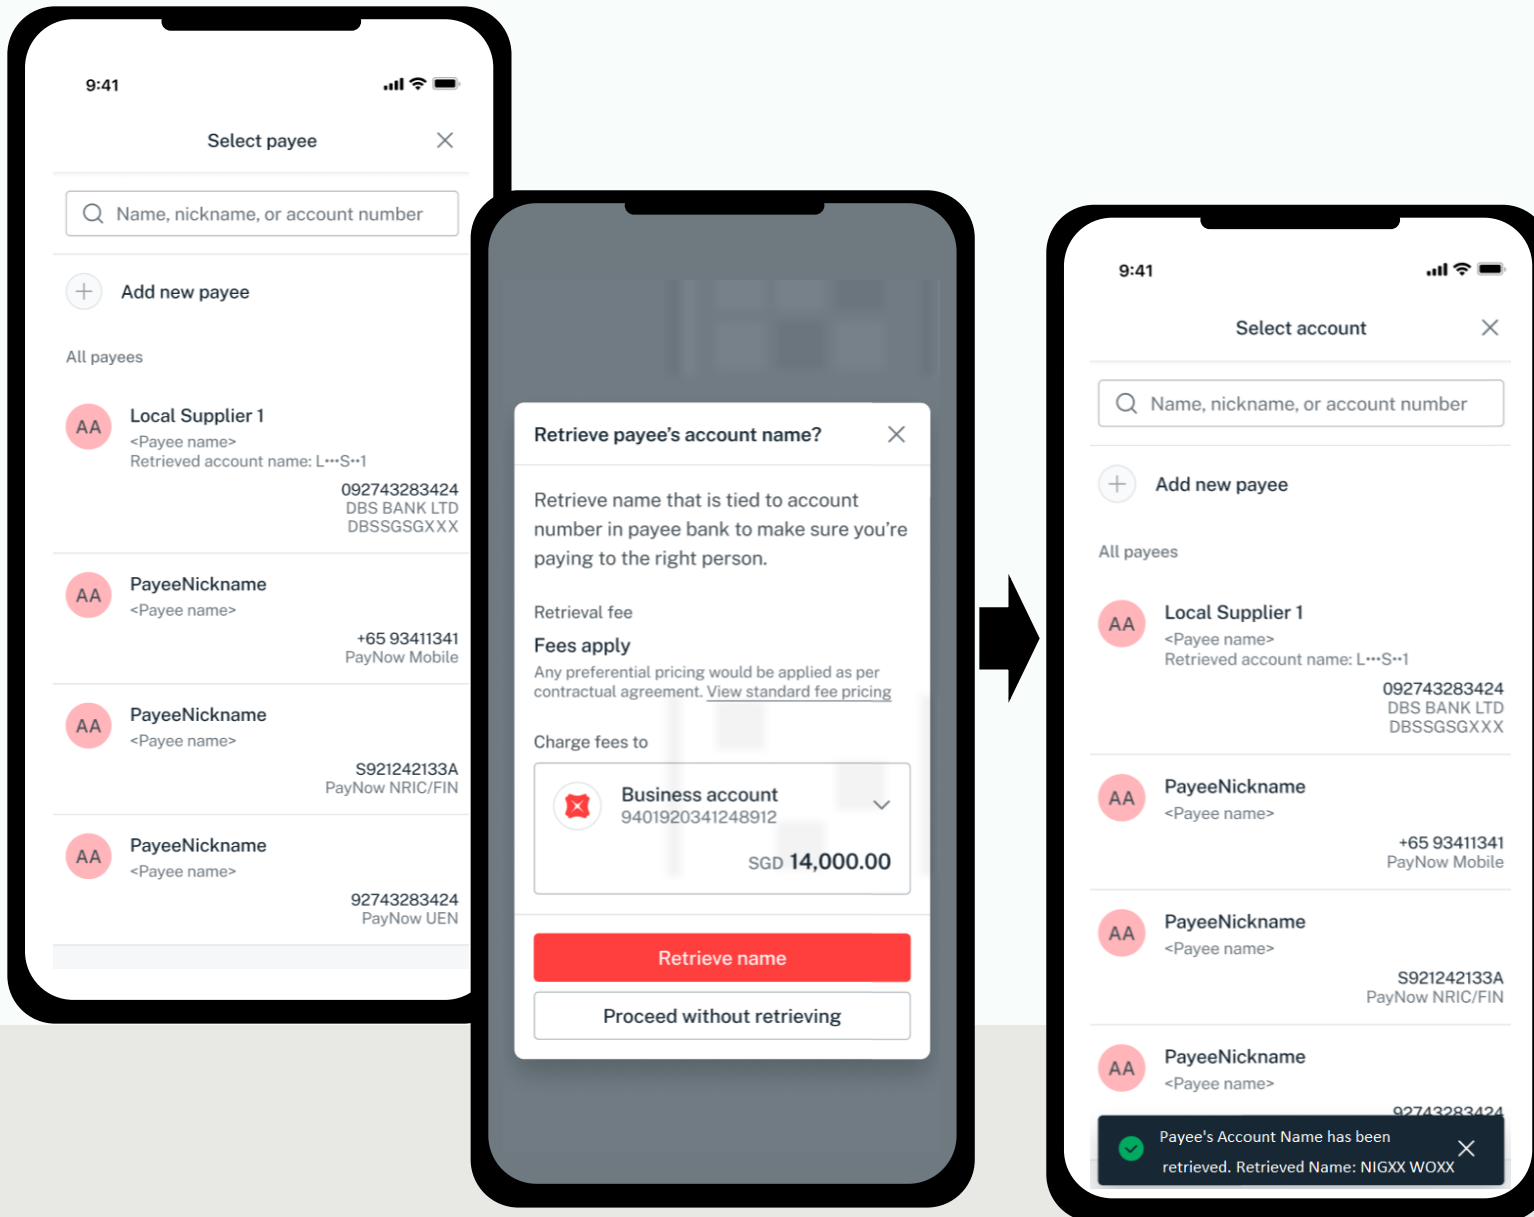 9:41
Select payee
Name, nickname, or account number
Add new payee
All payees
AA
Local Supplier 1
<Payee name>
Retrieved account name: L•••S••1
092743283424
DBS BANK LTD
DBSSGSGXXX
AA
PayeeNickname
<Payee name>
+65 93411341
PayNow Mobile
AA
PayeeNickname
<Payee name>
S921242133A
PayNow NRIC/FIN
AA
PayeeNickname
<Payee name>
92743283424
PayNow UEN
Retrieve payee’s account name?
Retrieve name that is tied to account
number in payee bank to make sure you’re
paying to the right person.
Retrieval fee
Fees apply
Any preferential pricing would be applied as per
contractual agreement. View standard fee pricing
Charge fees to
Business account
9401920341248912
SGD 14,000.00
Retrieve name
Proceed without retrieving
9:41
Select account
Name, nickname, or account number
Add new payee
All payees
AA
Local Supplier 1
<Payee name>
Retrieved account name: L•••S••1
092743283424
DBS BANK LTD
DBSSGSGXXX
AA
PayeeNickname
<Payee name>
+65 93411341
PayNow Mobile
AA
PayeeNickname
<Payee name>
S921242133A
PayNow NRIC/FIN
AA
PayeeNickname
<Payee name>
92743283424
Payee's Account Name has been
retrieved. Retrieved Name: NIGXX WOXX